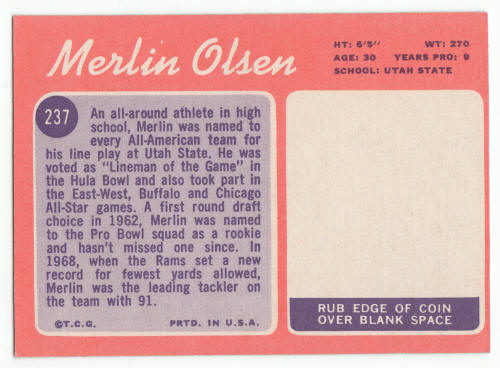 Merlin Olsen
HT: 6'5" WT: 270
AGE: 30 YEARS PRO: 9
SCHOOL: UTAH STATE
237
An all-around athlete in high
school, Merlin was named to
every All-American team for
his line play at Utah State. He was
voted as "Lineman of the Game" in
the Hula Bowl and also took part in
the East-West, Buffalo and Chicago
All-Star games. A first round draft
choice in 1962, Merlin was named
to the Pro Bowl squad as a rookie
and hasn't missed one since. In
1968, when the Rams set a new
record for fewest yards allowed,
Merlin was the leading tackler on
the team with 91.
©T.C.G. PRTD. IN U.S.A.
RUB EDGE OF COIN
OVER BLANK SPACE